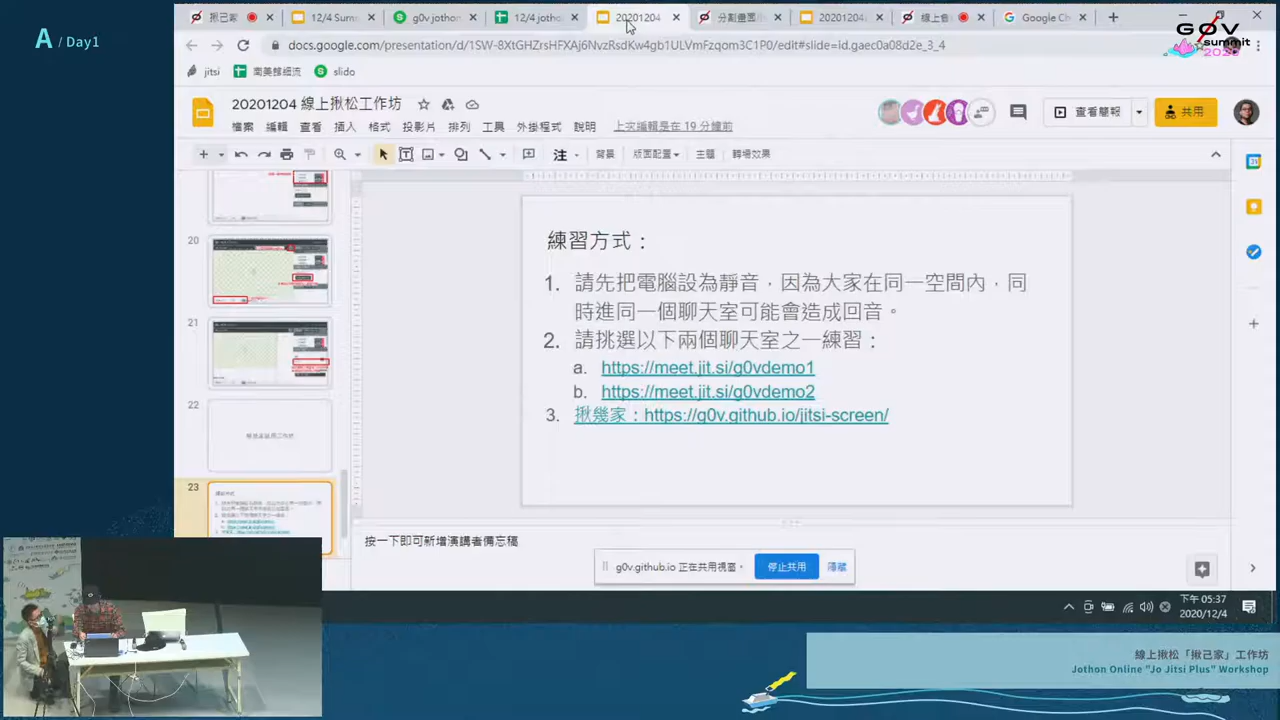 A / Day1
揪己家
12/4 Sum
g0v jothon
12/4 jotho
20201204
分割畫面
20201204
線上會
Google Ch
docs.google.com/presentation/d/1SW-8XtGHZrsHFXAj6NvzRsdKw4gb1ULVmFzqom3C1P0/edit#slide=id.gaec0a08d2e_3_4
G0V
summit
2020
jitsi
南美館細流
slido
20201204 線上揪松工作坊
檔案 編輯 查看 插入 格式 投影片 排列 工具 外掛程式 說明 上次編輯是在 19 分鐘前
查看簡報
共用
注 背景 版面配置 主題 轉場效果
20
21
22
23
練習方式：
1. 請先把電腦設為靜音，因為大家在同一空間內，同
時進同一個聊天室可能會造成回音。
2. 請挑選以下兩個聊天室之一練習：
a. https://meet.jit.si/g0vdemo1
b. https://meet.jit.si/g0vdemo2
3. 揪幾家：https://g0v.github.io/jitsi-screen/
按一下即可新增演講者備忘稿
g0v.github.io 正在共用視窗。 停止共用 隱藏
下午 05:37
2020/12/4
線上揪松「揪己家」工作坊
Jothon Online "Jo Jitsi Plus" Workshop